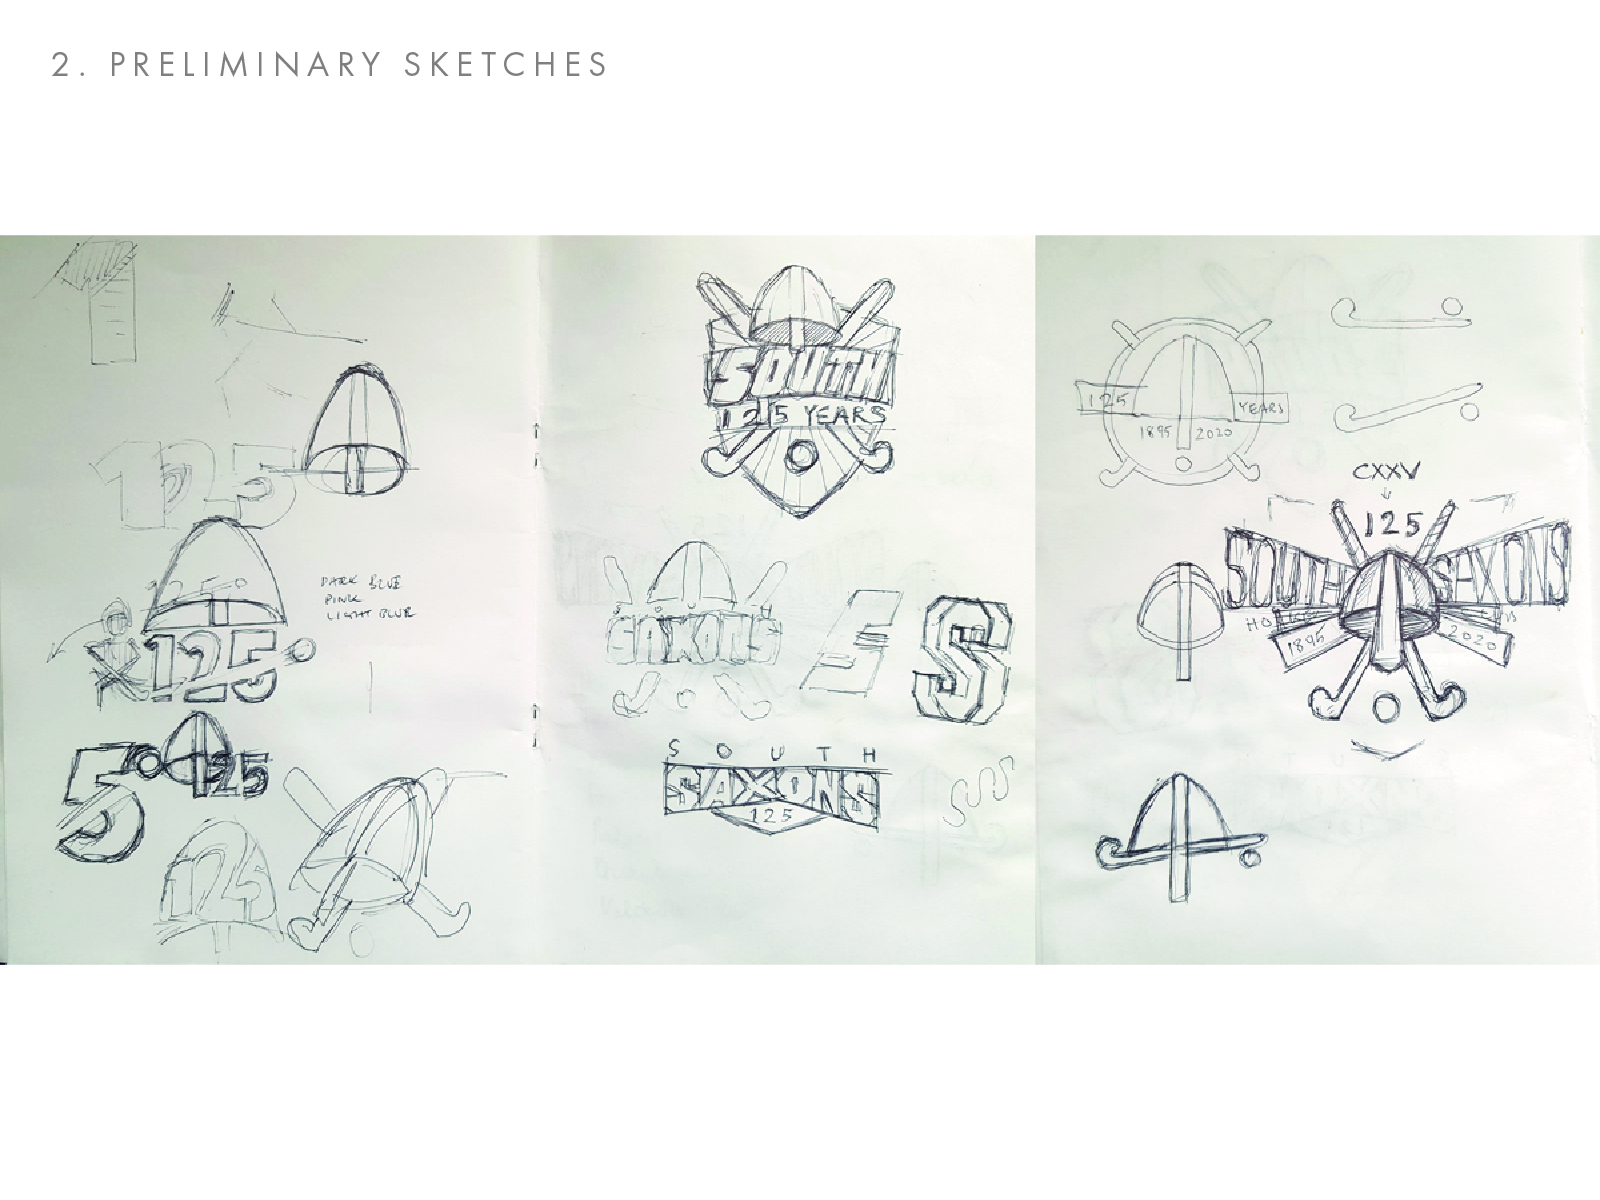 2. PRELIMINARY SKETCHES
125
125
DARK BLUE
PINK
LIGHT BLUE
125
5
125
125
SOUTH
125 YEARS
S O U T H
SAXONS
S
S
SOUTH
SAXONS
125
125
YEARS
1895 2020
CXXV
125
SOUTH SAXONS
1895
2020